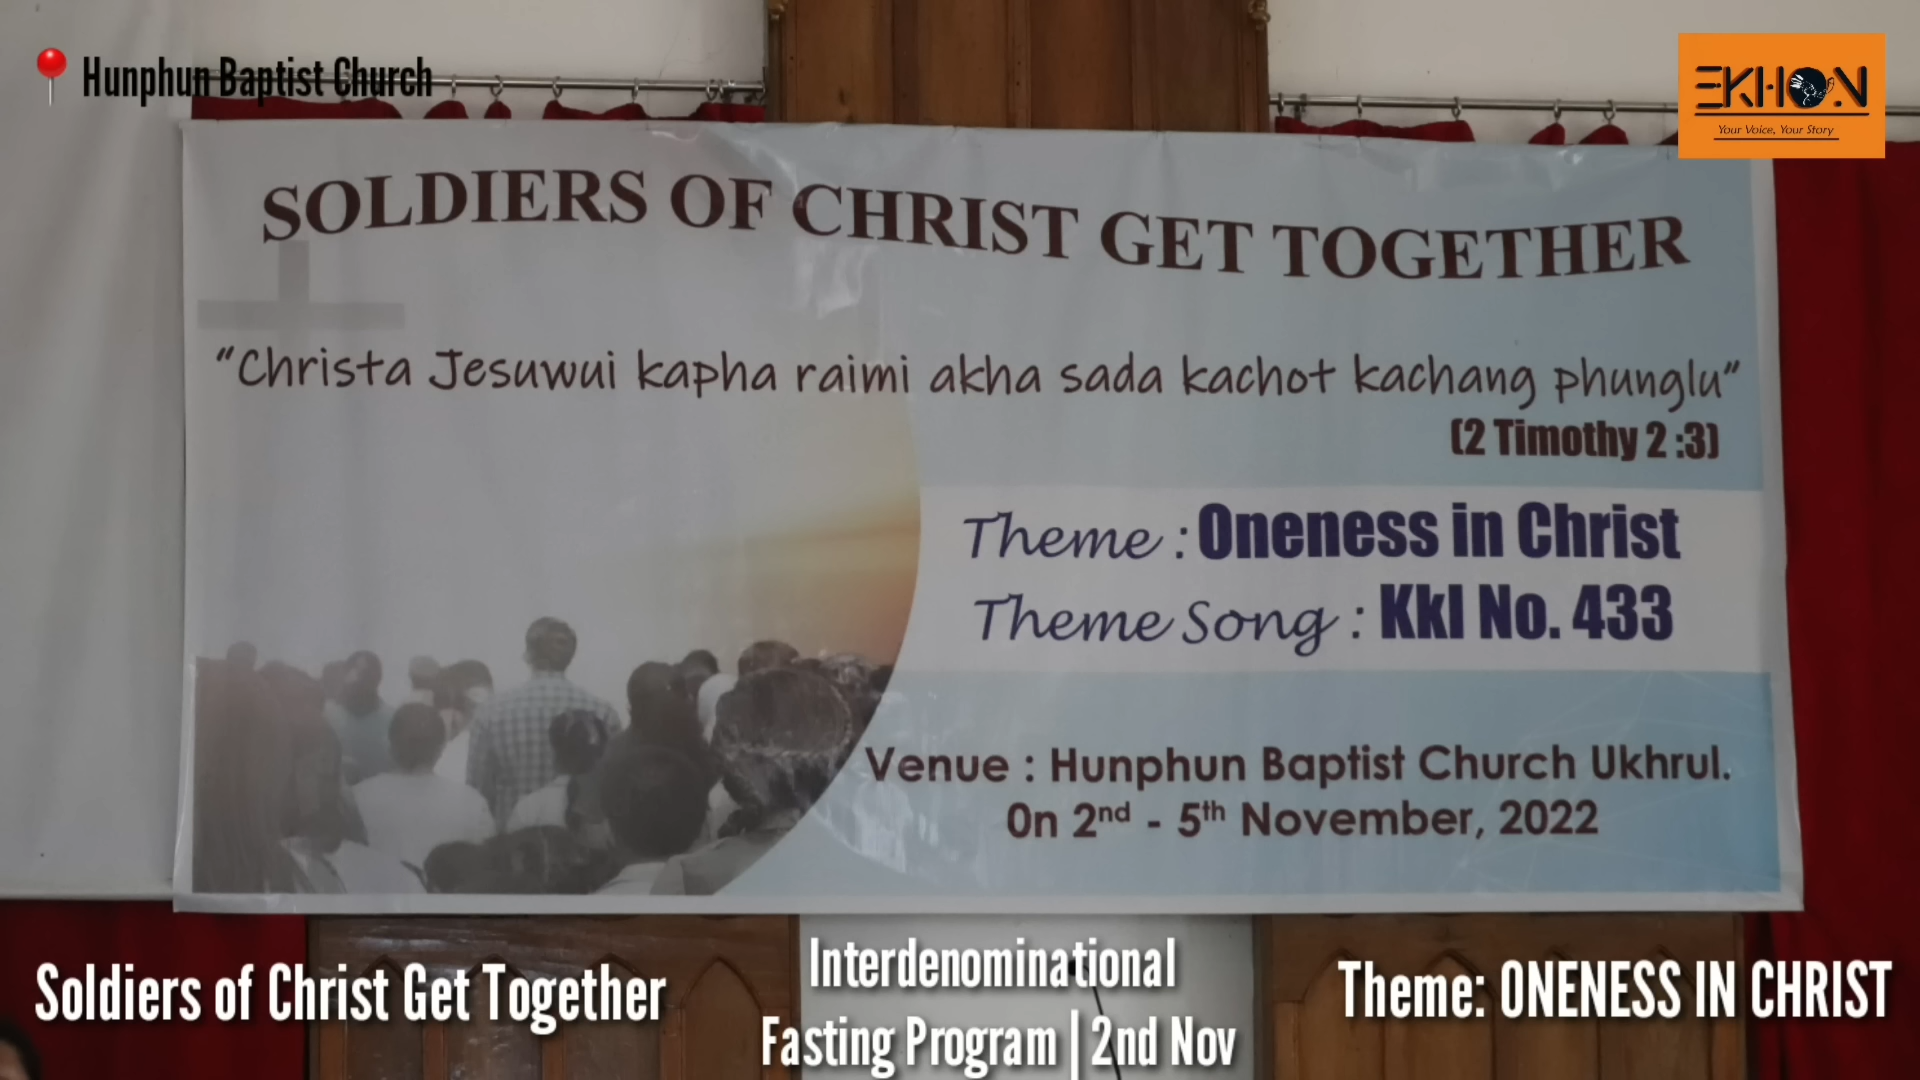 Hunphun Baptist Church
EKHON
Your Voice, Your Story
SOLDIERS OF CHRIST GET TOGETHER
"Christa Jesuwui kapha raimi akha sada kachot kachang phunglu"
(2 Timothy 2 :3)
Theme : Oneness in Christ
Theme Song : Kkl No. 433
Venue : Hunphun Baptist Church Ukhrul.
On 2nd - 5th November, 2022
Soldiers of Christ Get Together
Interdenominational
Fasting Program | 2nd Nov
Theme: ONENESS IN CHRIST